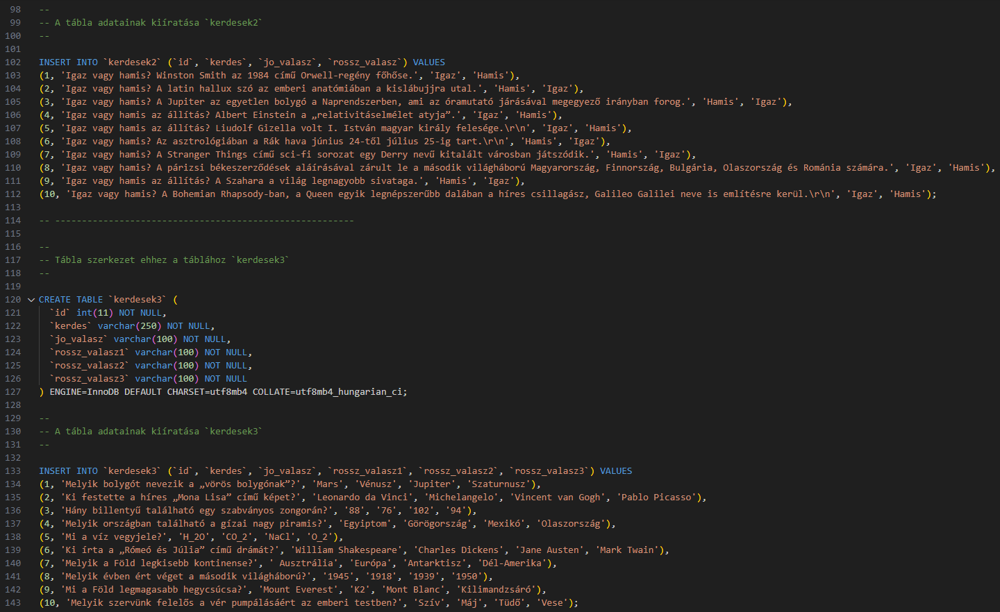 98 --
99 -- A tábla adatainak kiíratása `kerdesek2`
100 --
101
102 INSERT INTO `kerdesek2` (`id`, `kerdes`, `jo_valasz`, `rossz_valasz`) VALUES
103 (1, 'Igaz vagy hamis? Winston Smith az 1984 című Orwell-regény főhőse.', 'Igaz', 'Hamis'),
104 (2, 'Igaz vagy hamis? A latin hallux szó az emberi anatómiában a kislábujjra utal.', 'Hamis', 'Igaz'),
105 (3, 'Igaz vagy hamis? A Jupiter az egyetlen bolygó a Naprendszerben, ami az óramutató járásával megegyező irányban forog.', 'Hamis', 'Igaz'),
106 (4, 'Igaz vagy hamis az állítás? Albert Einstein a „relativitáselmélet atyja”.', 'Igaz', 'Hamis'),
107 (5, 'Igaz vagy hamis az állítás? Liudolf Gizella volt I. István magyar király felesége.\r\n', 'Igaz', 'Hamis'),
108 (6, 'Igaz vagy hamis? Az asztrológiában a Rák hava június 24-től július 25-ig tart.\r\n', 'Hamis', 'Igaz'),
109 (7, 'Igaz vagy hamis? A Stranger Things című sci-fi sorozat egy Derry nevű kitalált városban játszódik.', 'Hamis', 'Igaz'),
110 (8, 'Igaz vagy hamis? A párizsi békeszerződések aláírásával zárult le a második világháború Magyarország, Finnország, Bulgária, Olaszország és Románia számára.', 'Igaz', 'Hamis'),
111 (9, 'Igaz vagy hamis az állítás? A Szahara a világ legnagyobb sivataga.', 'Hamis', 'Igaz'),
112 (10, 'Igaz vagy hamis? A Bohemian Rhapsody-ban, a Queen egyik legnépszerűbb dalában a híres csillagász, Galileo Galilei neve is említésre kerül.\r\n', 'Igaz', 'Hamis');
113
114 -- --------------------------------------------------------
115
116 --
117 -- Tábla szerkezet ehhez a táblához `kerdesek3`
118 --
119
120 CREATE TABLE `kerdesek3` (
121 `id` int(11) NOT NULL,
122 `kerdes` varchar(250) NOT NULL,
123 `jo_valasz` varchar(100) NOT NULL,
124 `rossz_valasz1` varchar(100) NOT NULL,
125 `rossz_valasz2` varchar(100) NOT NULL,
126 `rossz_valasz3` varchar(100) NOT NULL
127 ) ENGINE=InnoDB DEFAULT CHARSET=utf8mb4 COLLATE=utf8mb4_hungarian_ci;
128
129 --
130 -- A tábla adatainak kiíratása `kerdesek3`
131 --
132
133 INSERT INTO `kerdesek3` (`id`, `kerdes`, `jo_valasz`, `rossz_valasz1`, `rossz_valasz2`, `rossz_valasz3`) VALUES
134 (1, 'Melyik bolygót nevezik a „vörös bolygónak”?', 'Mars', 'Vénusz', 'Jupiter', 'Szaturnusz'),
135 (2, 'Ki festette a híres „Mona Lisa” című képet?', 'Leonardo da Vinci', 'Michelangelo', 'Vincent van Gogh', 'Pablo Picasso'),
136 (3, 'Hány billentyű található egy szabványos zongorán?', '88', '76', '102', '94'),
137 (4, 'Melyik országban található a gízai nagy piramis?', 'Egyiptom', 'Görögország', 'Mexikó', 'Olaszország'),
138 (5, 'Mi a víz vegyjele?', 'H_2O', 'CO_2', 'NaCl', 'O_2'),
139 (6, 'Ki írta a „Rómeó és Júlia” című drámát?', 'William Shakespeare', 'Charles Dickens', 'Jane Austen', 'Mark Twain'),
140 (7, 'Melyik a Föld legkisebb kontinense?', ' Ausztrália', 'Európa', 'Antarktisz', 'Dél-Amerika'),
141 (8, 'Melyik évben ért véget a második világháború?', '1945', '1918', '1939', '1950'),
142 (9, 'Mi a Föld legmagasabb hegycsúcsa?', 'Mount Everest', 'K2', 'Mont Blanc', 'Kilimandzsáró'),
143 (10, 'Melyik szervünk felelős a vér pumpálásáért az emberi testben?', 'Szív', 'Máj', 'Tüdő', 'Vese');